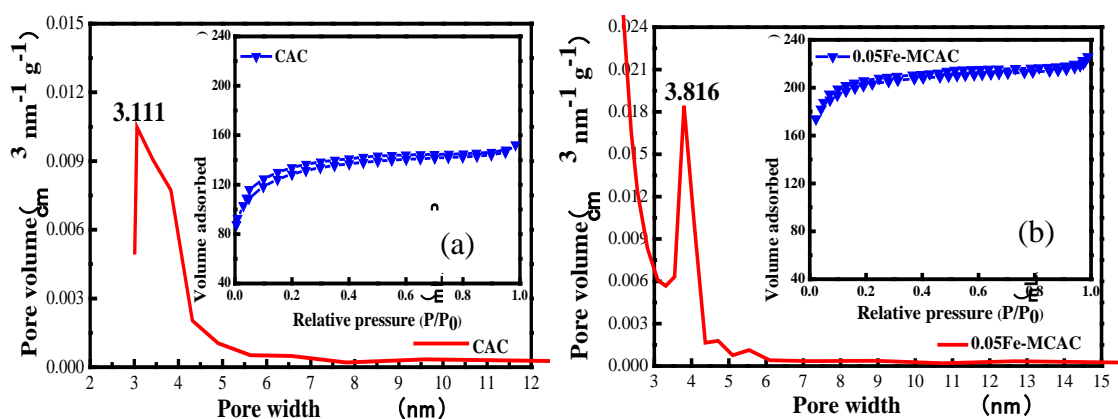 0.015
0.012
0.009
0.006
0.003
0.000
Pore volume(cm3 nm-1 g-1)
3.111
240
200
160
120
80
40
Volume adsorbed
CAC
(a)
0.0 0.2 0.4 0.6 0.8 1.0
Relative pressure (P/P0)
CAC
2 3 4 5 6 7 8 9 10 11 12
Pore width (nm)
0.024
0.021
0.018
0.015
0.012
0.009
0.006
0.003
0.000
Pore volume(cm3 nm-1 g-1)
3.816
240
200
160
120
80
40
Volume adsorbed
0.05Fe-MCAC
(b)
0.0 0.2 0.4 0.6 0.8 1.0
Relative pressure (P/P0)
0.05Fe-MCAC
3 4 5 6 7 8 9 10 11 12 13 14 15
Pore width (nm)